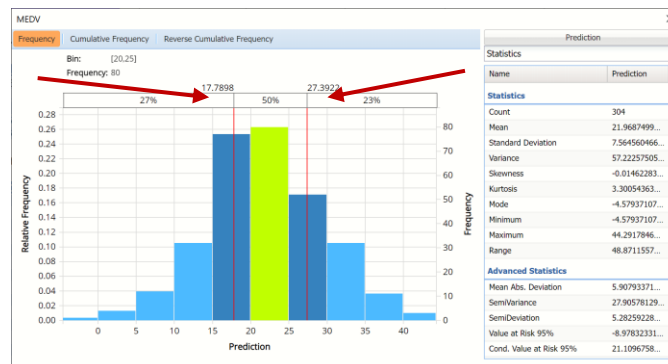 MEDV
Frequency Cumulative Frequency Reverse Cumulative Frequency
Bin: [20.25]
Frequency: 80
17.7898 27.3922
27% 50% 23%
0.28
0.26
0.24
0.22
0.20
0.18
0.16
0.14
0.12
0.10
0.08
0.06
0.04
0.02
0.00
Relative Frequency
80
70
60
50
40
30
20
10
0
Frequency
0 5 10 15 20 25 30 35 40
Prediction
Prediction
Statistics
Name Prediction
Statistics
Count 304
Mean 21.9687499...
Standard Deviation 7.564560466...
Variance 57.22257505...
Skewness -0.01462283...
Kurtosis 3.30054363...
Mode -4.57937107...
Minimum -4.57937107...
Maximum 44.2917846...
Range 48.8711557...
Advanced Statistics
Mean Abs. Deviation 5.90793371...
SemiVariance 27.90578129...
SemiDeviation 5.28259228...
Value at Risk 95% -8.97832331...
Cond. Value at Risk 95% 21.1096758...